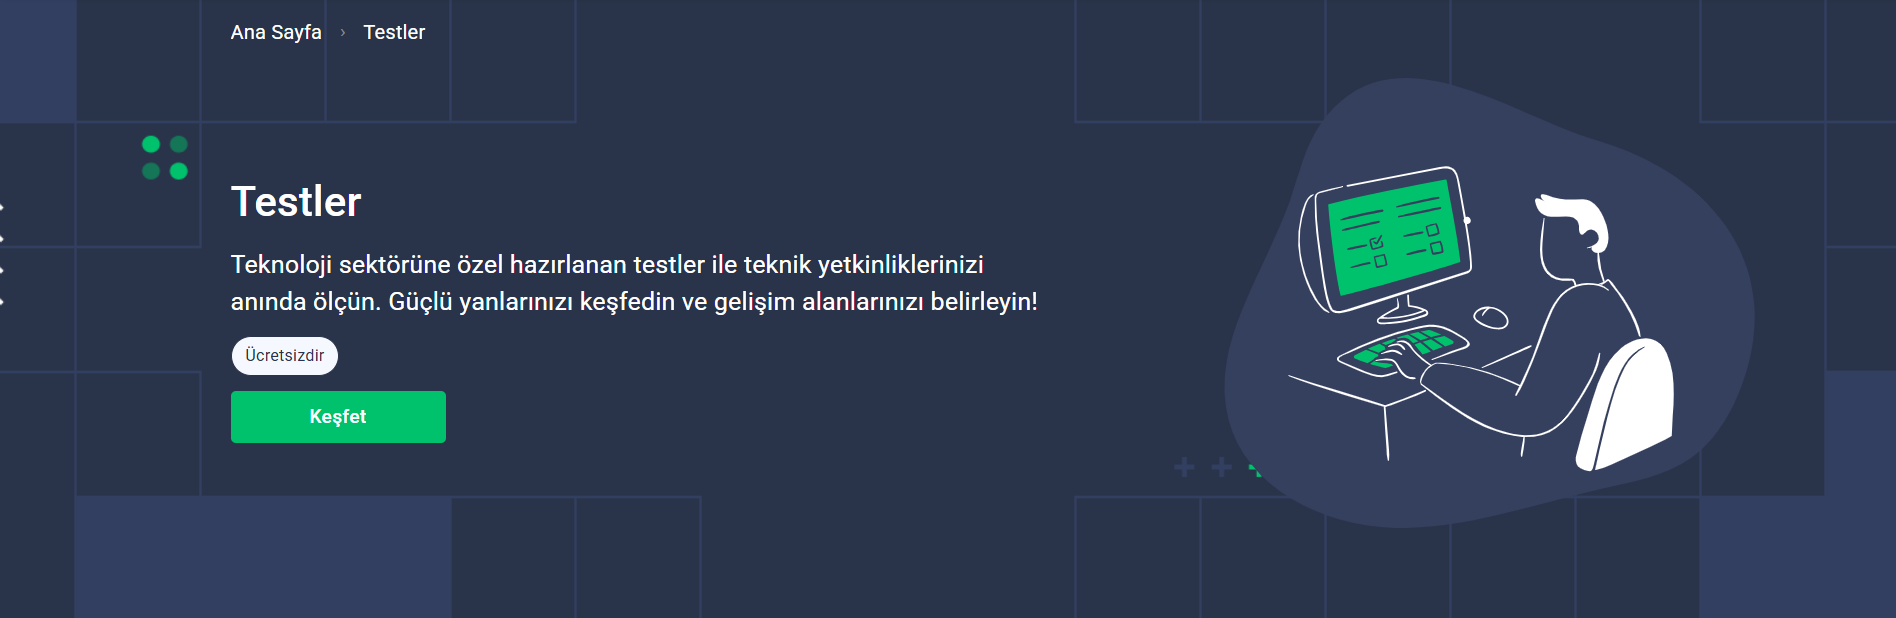 Ana Sayfa › Testler
Testler
Teknoloji sektörüne özel hazırlanan testler ile teknik yetkinliklerinizi
anında ölçün. Güçlü yanlarınızı keşfedin ve gelişim alanlarınızı belirleyin!
Ücretsizdir
Keşfet